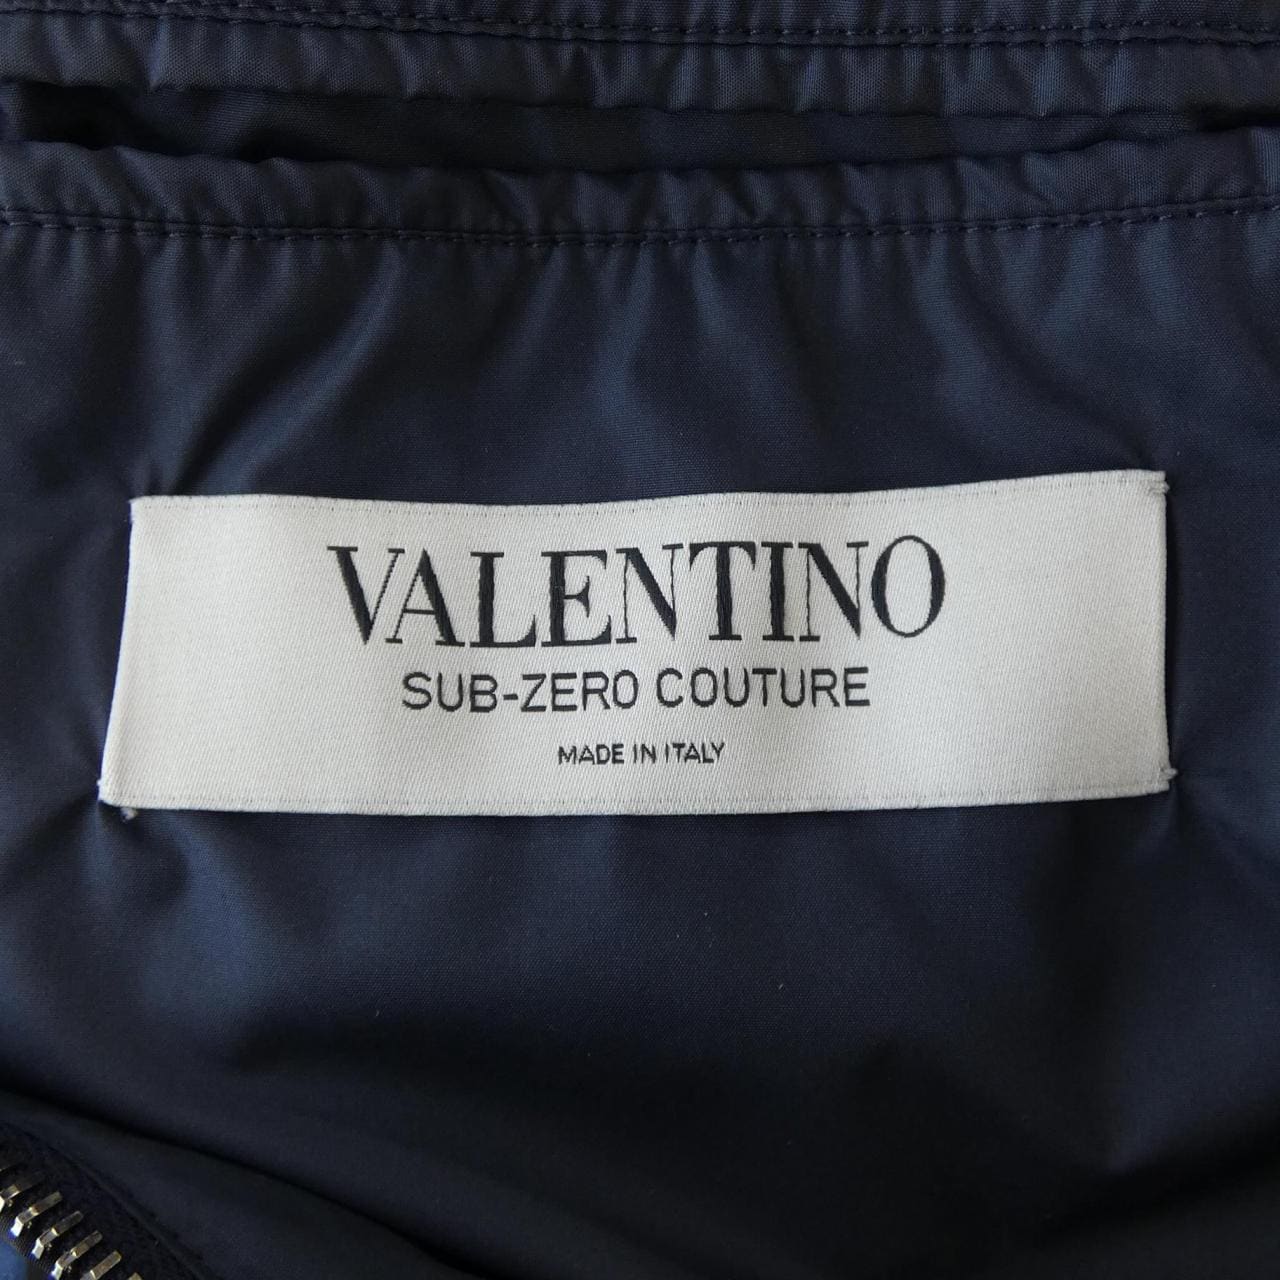 VALENTINO
SUB-ZERO COUTURE
MADE IN ITALY